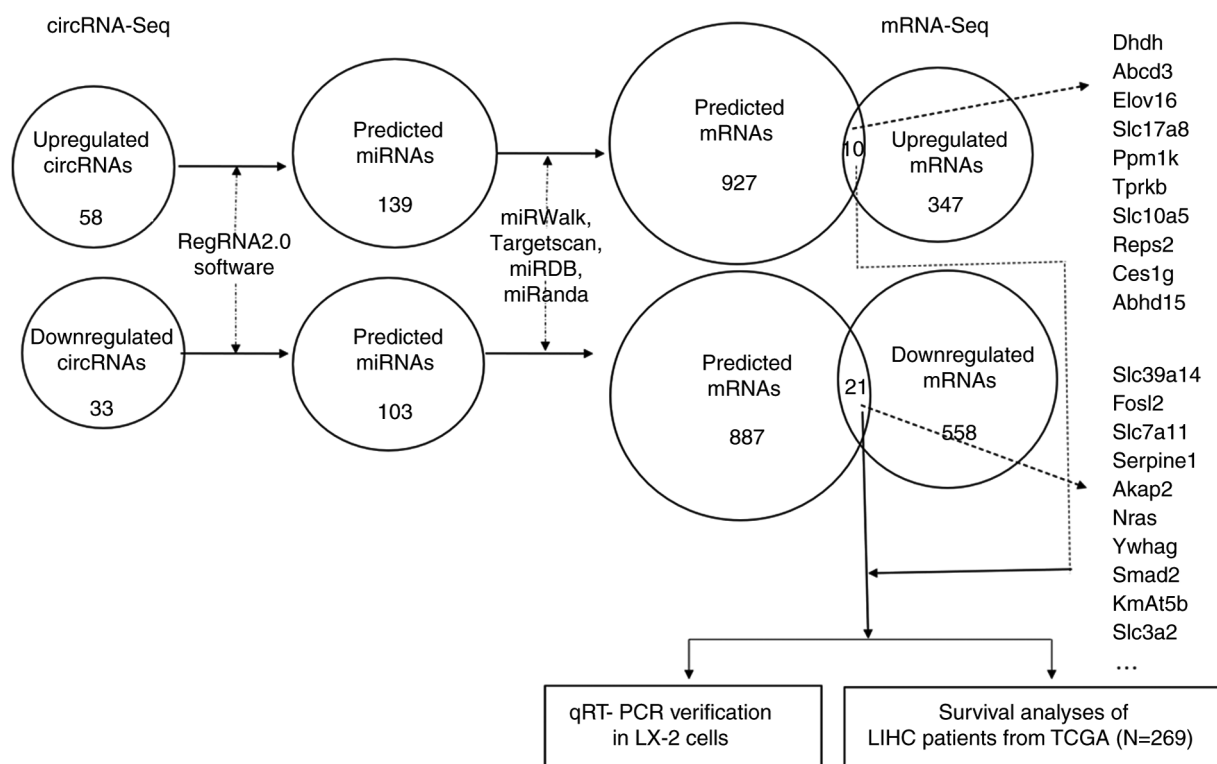 circRNA-Seq
mRNA-Seq
Upregulated
circRNAs
58
RegRNA2.0
software
Predicted
miRNAs
139
miRWalk,
Targetscan,
miRDB,
miRanda
Predicted
mRNAs
927
10
Upregulated
mRNAs
347
Downregulated
circRNAs
33
Predicted
miRNAs
103
Predicted
mRNAs
887
21
Downregulated
mRNAs
558
Dhdh
Abcd3
Elov16
Slc17a8
Ppm1k
Tprkb
Slc10a5
Reps2
Ces1g
Abhd15
Slc39a14
Fosl2
Slc7a11
Serpine1
Akap2
Nras
Ywhag
Smad2
KmAt5b
Slc3a2
...
qRT- PCR verification
in LX-2 cells
Survival analyses of
LIHC patients from TCGA (N=269)